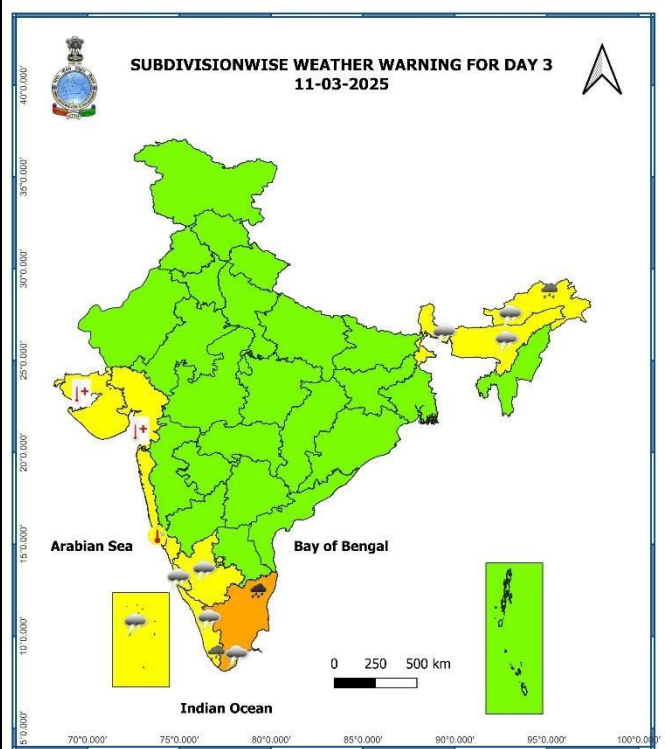 SUBDIVISIONWISE WEATHER WARNING FOR DAY 3
11-03-2025
40°0.000'
35°0.000'
30°0.000'
25°0.000'
20°0.000'
15°0.000'
10°0.000'
5°0.000'
Arabian Sea
Bay of Bengal
0 250 500 km
Indian Ocean
70°0.000' 75°0.000' 80°0.000' 85°0.000' 90°0.000' 95°0.000' 100°0.000'